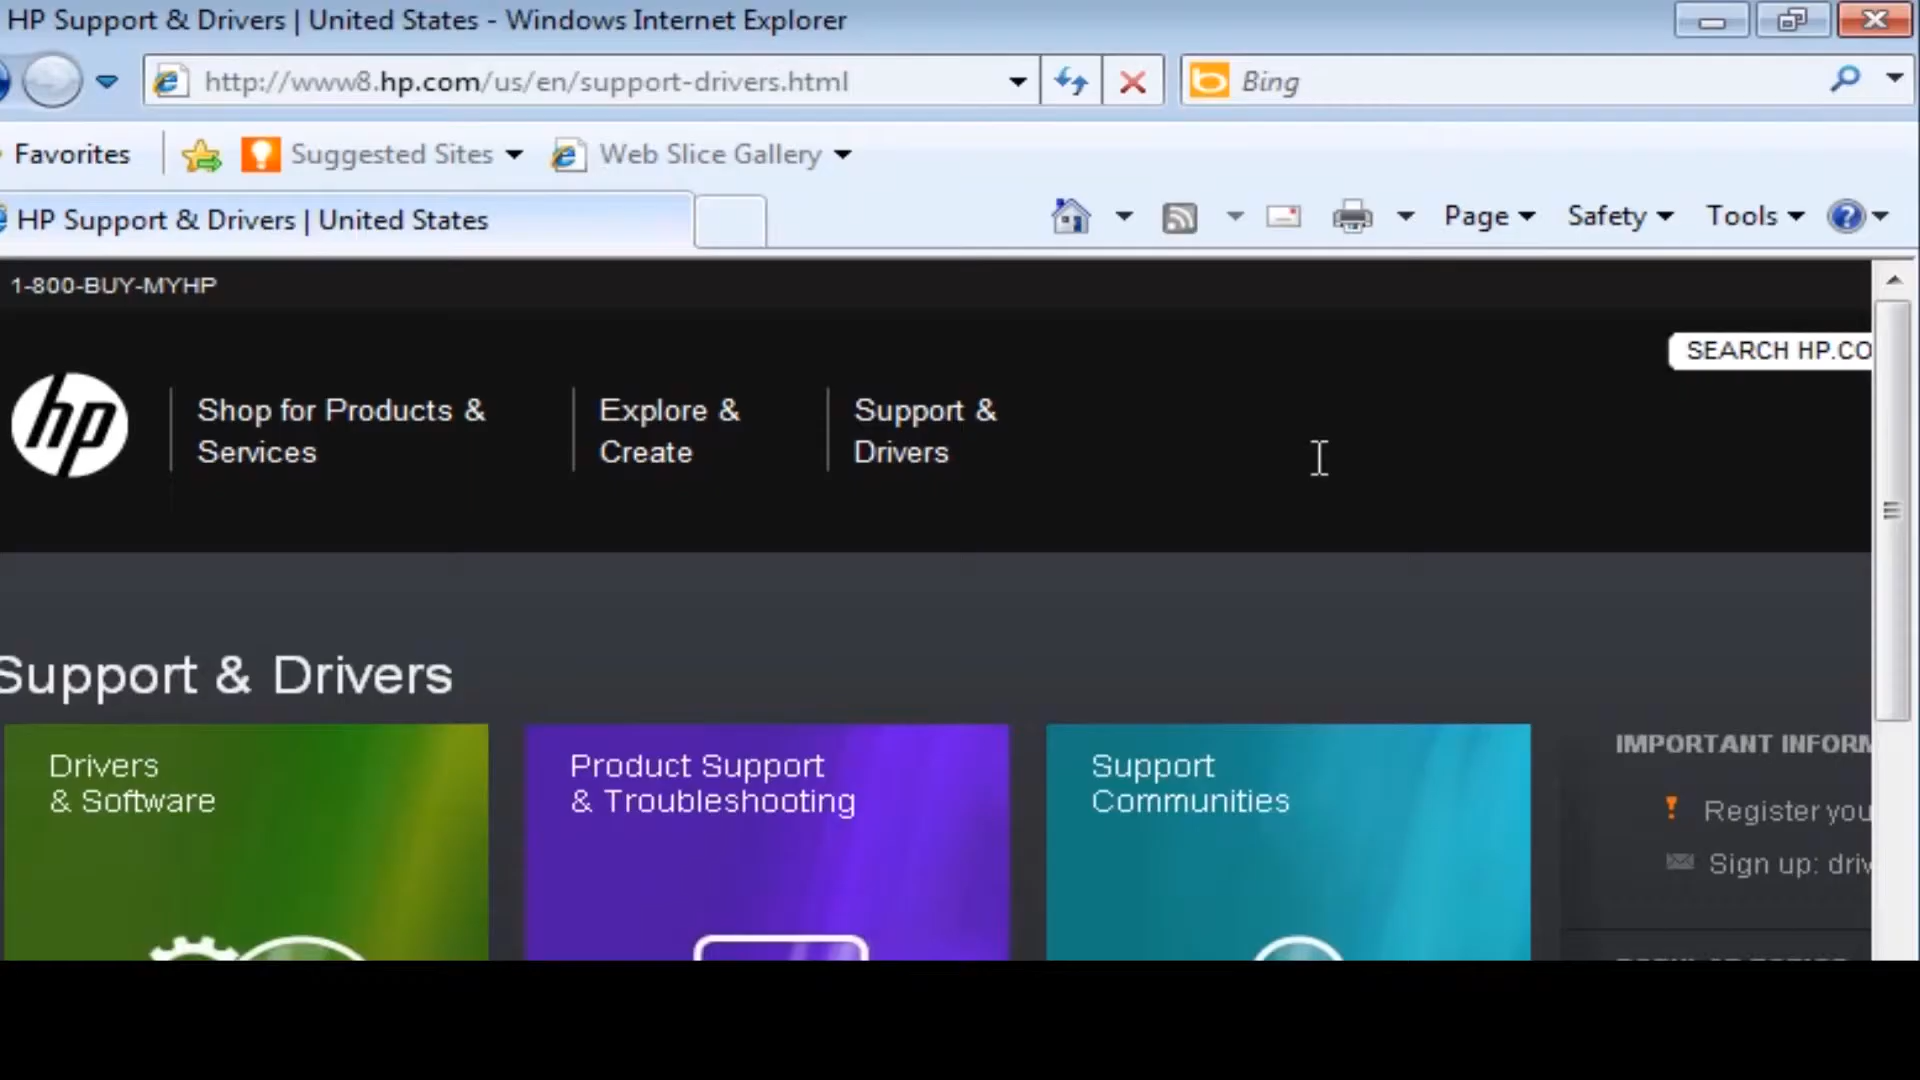 HP Support & Drivers | United States - Windows Internet Explorer
http://www8.hp.com/us/en/support-drivers.html
Bing
Favorites
Suggested Sites
Web Slice Gallery
HP Support & Drivers | United States
Page
Safety
Tools
1-800-BUY-MYHP
SEARCH HP.CO
hp
Shop for Products &
Services
Explore &
Create
Support &
Drivers
Support & Drivers
Drivers
& Software
Product Support
& Troubleshooting
Support
Communities
IMPORTANT INFORM
Register you
Sign up: driv